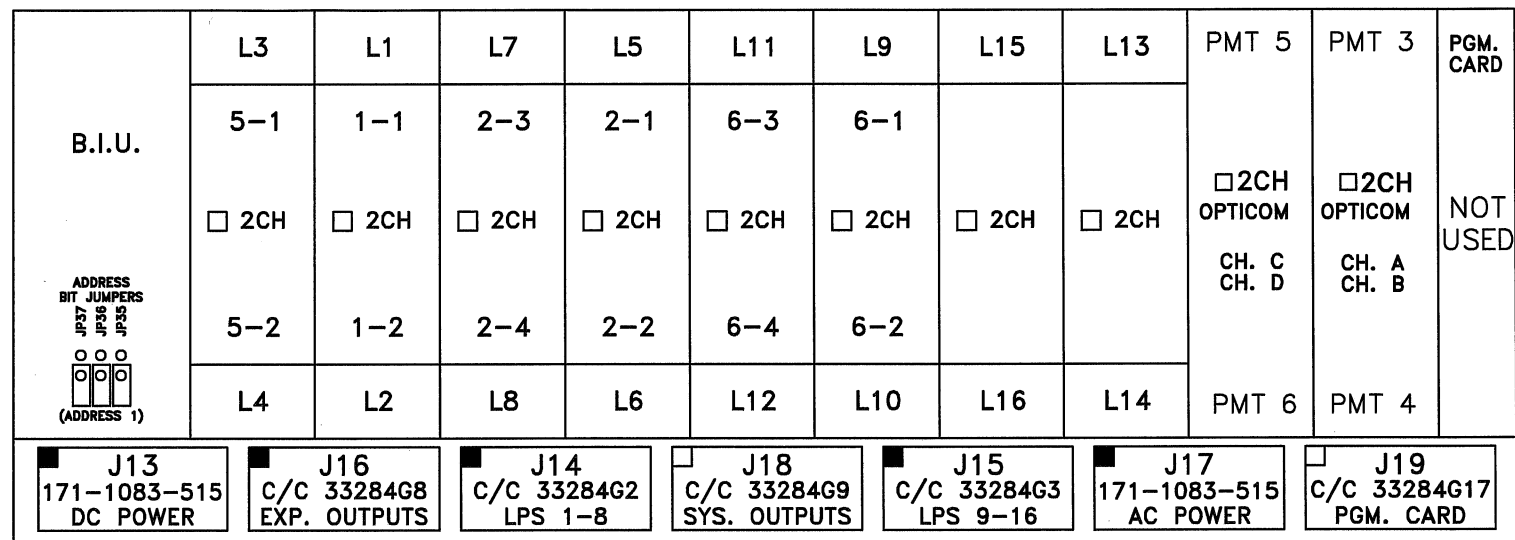 L3 L1 L7 L5 L11 L9 L15 L13 PMT 5 PMT 3 PGM.
CARD
B.I.U. 5-1 1-1 2-3 2-1 6-3 6-1
2CH 2CH 2CH 2CH 2CH 2CH 2CH 2CH 2CH 2CH NOT
OPTICOM OPTICOM USED
CH. C CH. A
CH. D CH. B
ADDRESS
BIT JUMPERS
JP37 JP36 JP35
5-2 1-2 2-4 2-2 6-4 6-2
(ADDRESS 1)
L4 L2 L8 L6 L12 L10 L16 L14 PMT 6 PMT 4
J13 J16 J14 J18 J15 J17 J19
171-1083-515 C/C 33284G8 C/C 33284G2 C/C 33284G9 C/C 33284G3 171-1083-515 C/C 33284G17
DC POWER EXP. OUTPUTS LPS 1-8 SYS. OUTPUTS LPS 9-16 AC POWER PGM. CARD